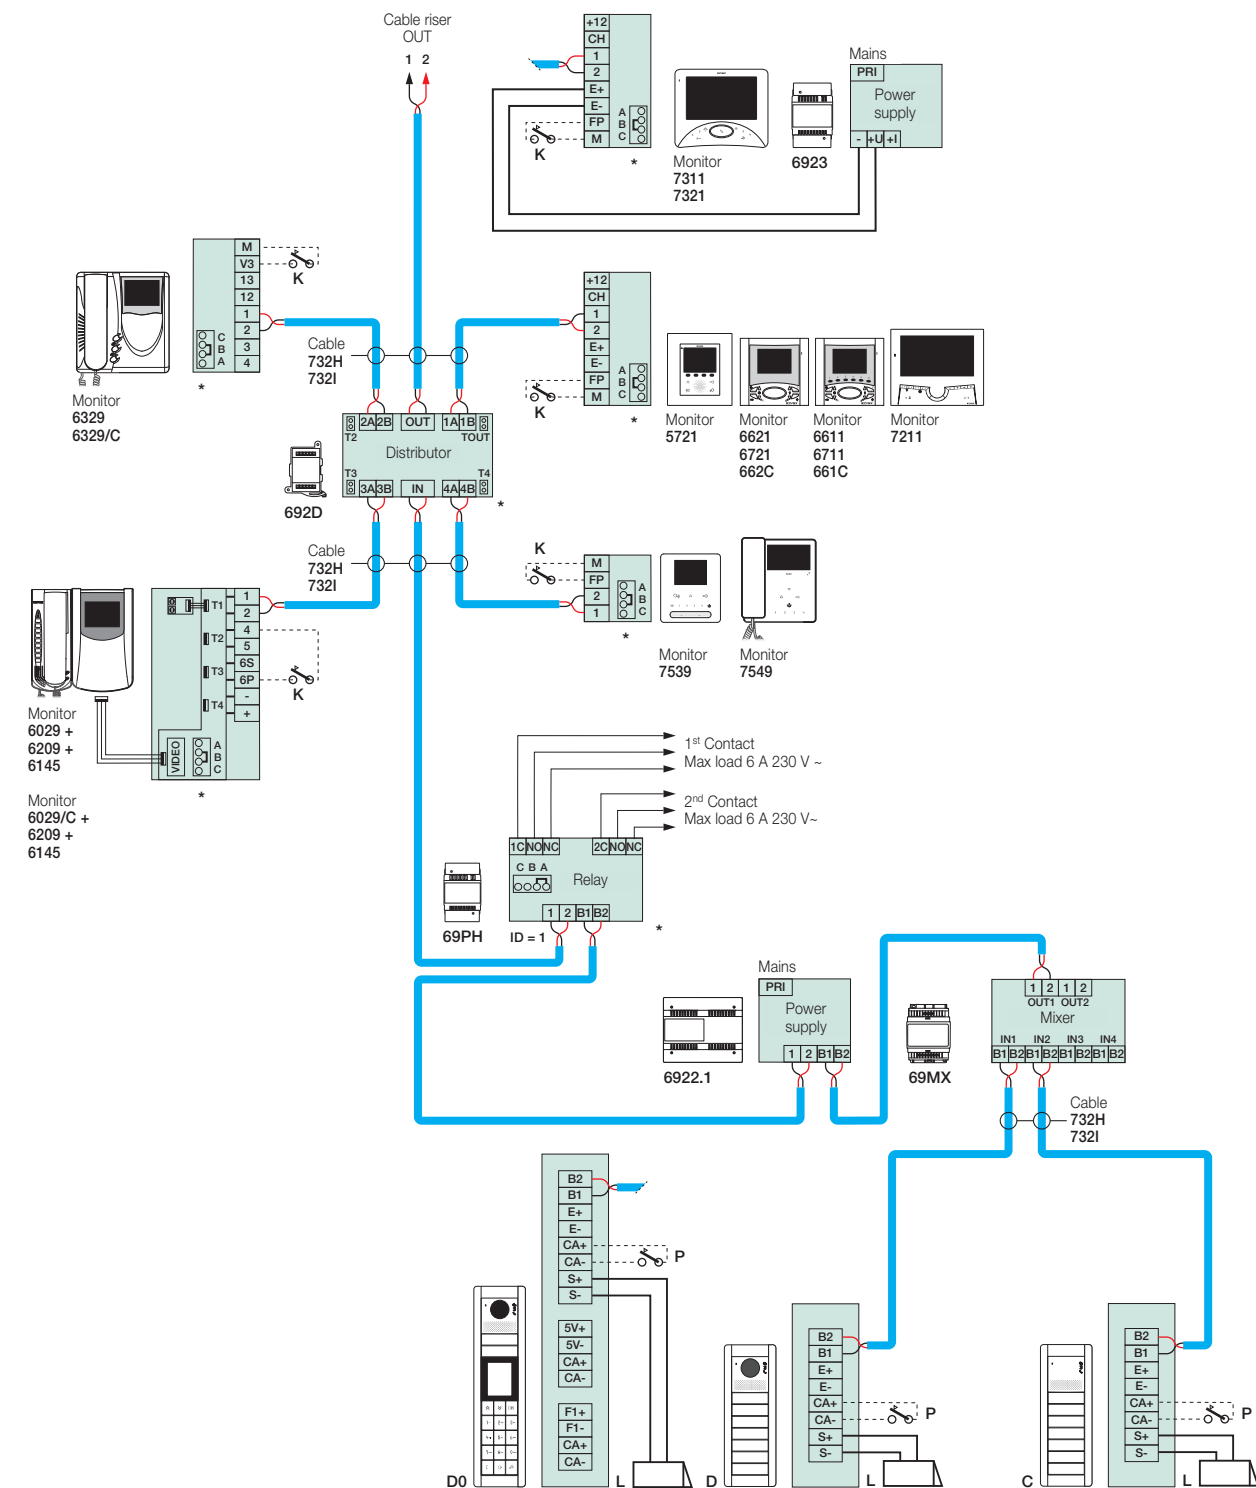 Cable riser
OUT
1 2
+12
CH
1
2
E+
E-
FP
M
A
B
C
*
K
Monitor
7311
7321
6923
Mains
PRI
Power
supply
- +U +I
M
V3
13
12
1
2
3
4
C
B
A
*
K
Monitor
6329
6329/C
Cable
732H
732I
+12
CH
1
2
E+
E-
FP
M
A
B
C
*
K
Monitor
5721
Monitor
6621
6721
662C
Monitor
6611
6711
661C
Monitor
7211
2A 2B OUT 1A 1B
T2 TOUT
Distributor
T3 T4
3A 3B IN 4A 4B
*
692D
Cable
732H
732I
K
M
FP
2
1
A
B
C
*
Monitor
7539
Monitor
7549
T1
T2
T3
T4
1
2
4
5
6S
6P
-
+
K
VIDEO
A
B
C
*
Monitor
6029 +
6209 +
6145
Monitor
6029/C +
6209 +
6145
1st Contact
Max load 6 A 230 V ~
2nd Contact
Max load 6 A 230 V~
1C NO NC 2C NO NC
C B A
Relay
1 2 B1 B2
*
69PH
ID = 1
Mains
PRI
Power
supply
1 2 B1 B2
6922.1
1 2 1 2
OUT1 OUT2
Mixer
IN1 IN2 IN3 IN4
B1 B2 B1 B2 B1 B2 B1 B2
69MX
Cable
732H
732I
B2
B1
E+
E-
CA+
CA-
S+
S-
5V+
5V-
CA+
CA-
F1+
F1-
CA+
CA-
P
D0
L
B2
B1
E+
E-
CA+
CA-
S+
S-
P
D
L
B2
B1
E+
E-
CA+
CA-
S+
S-
P
C
L